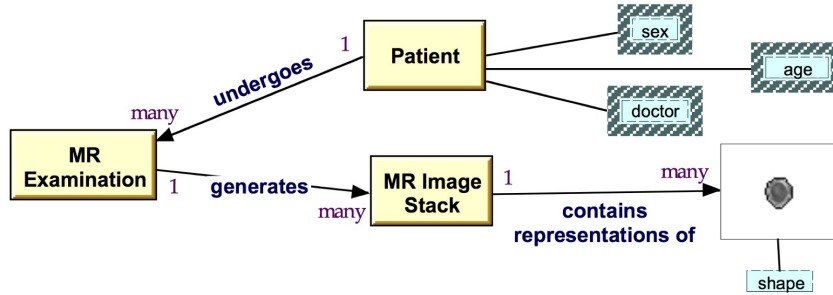 sex
1
Patient
undergoes
age
many
doctor
MR
Examination
1
generates
many
MR Image
Stack
1
many
contains
representations of
shape